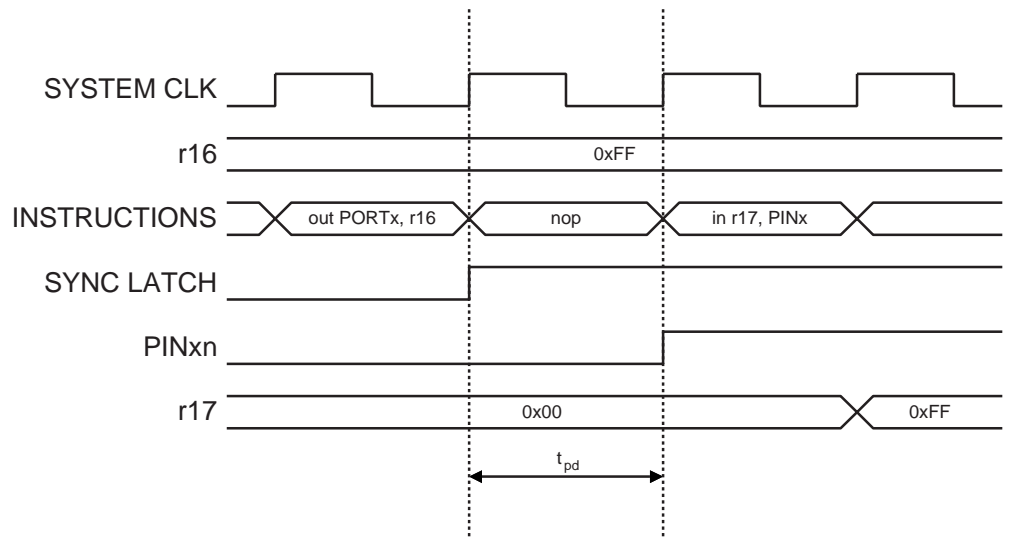 SYSTEM CLK
r16
0xFF
INSTRUCTIONS
out PORTx, r16
nop
in r17, PINx
SYNC LATCH
PINxn
r17
0x00
0xFF
tpd